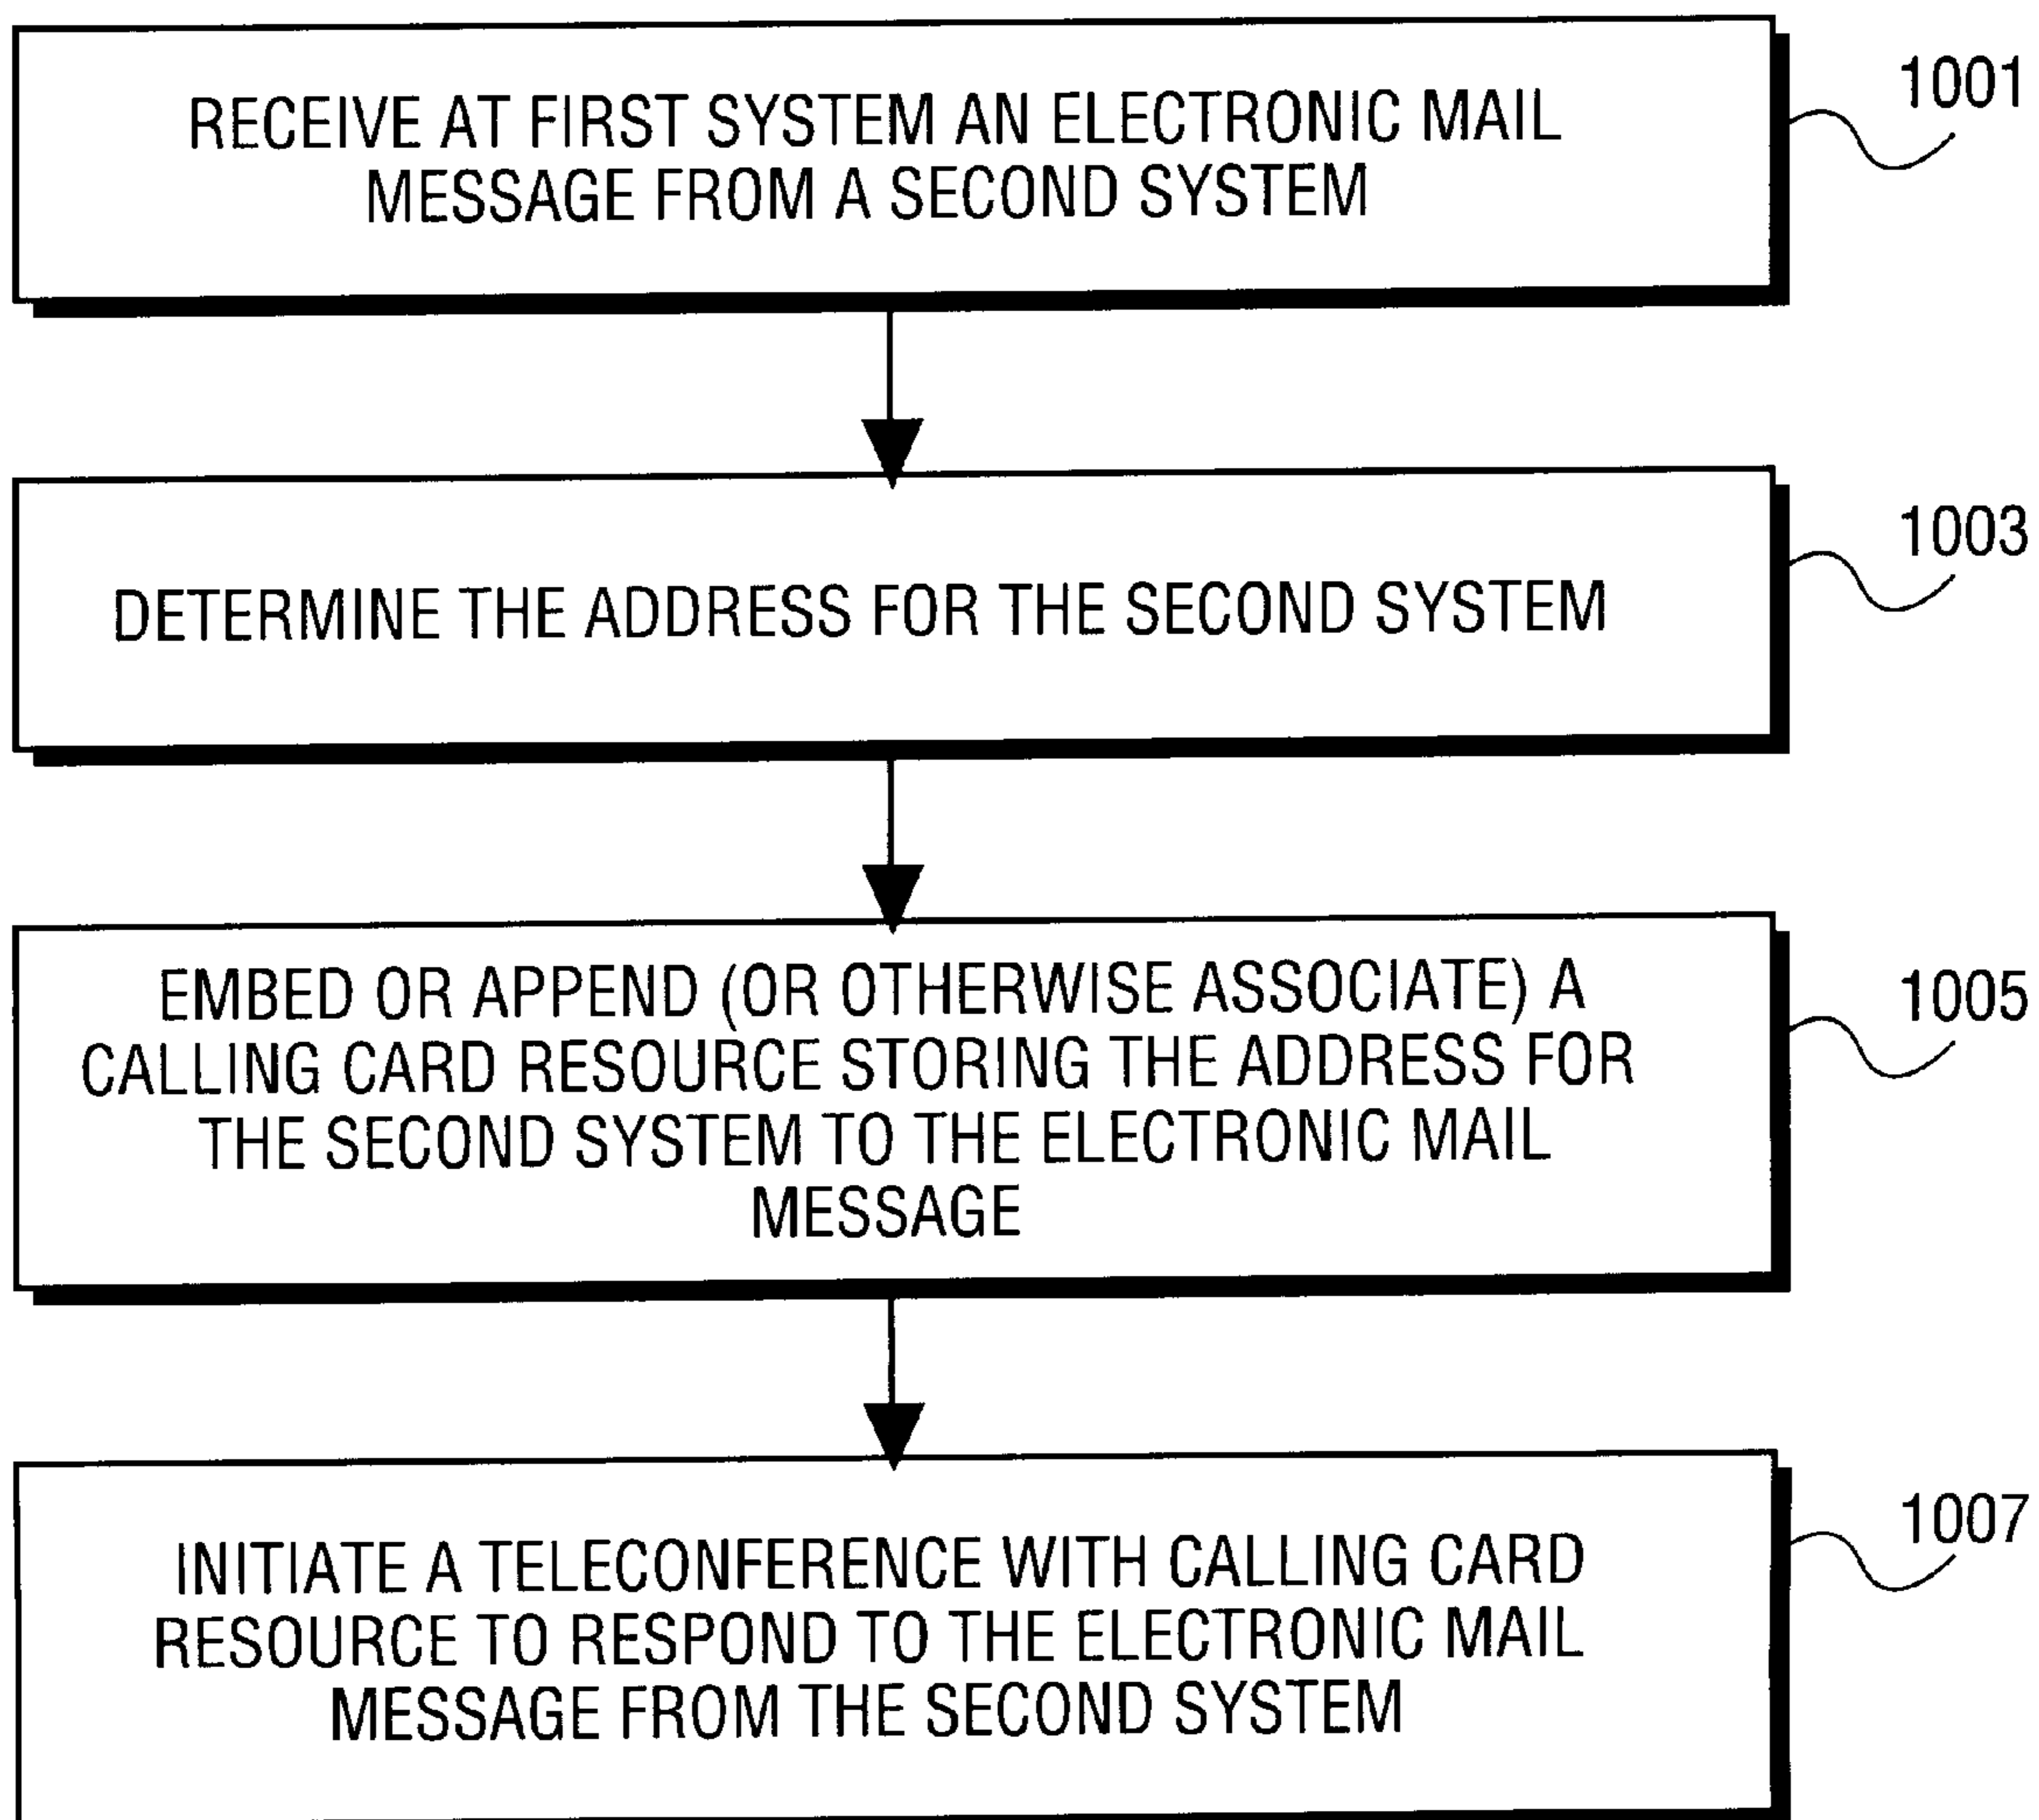 1001
RECEIVE AT FIRST SYSTEM AN ELECTRONIC MAIL
MESSAGE FROM A SECOND SYSTEM
1003
DETERMINE THE ADDRESS FOR THE SECOND SYSTEM
1005
EMBED OR APPEND (OR OTHERWISE ASSOCIATE) A
CALLING CARD RESOURCE STORING THE ADDRESS FOR
THE SECOND SYSTEM TO THE ELECTRONIC MAIL
MESSAGE
1007
INITIATE A TELECONFERENCE WITH CALLING CARD
RESOURCE TO RESPOND TO THE ELECTRONIC MAIL
MESSAGE FROM THE SECOND SYSTEM